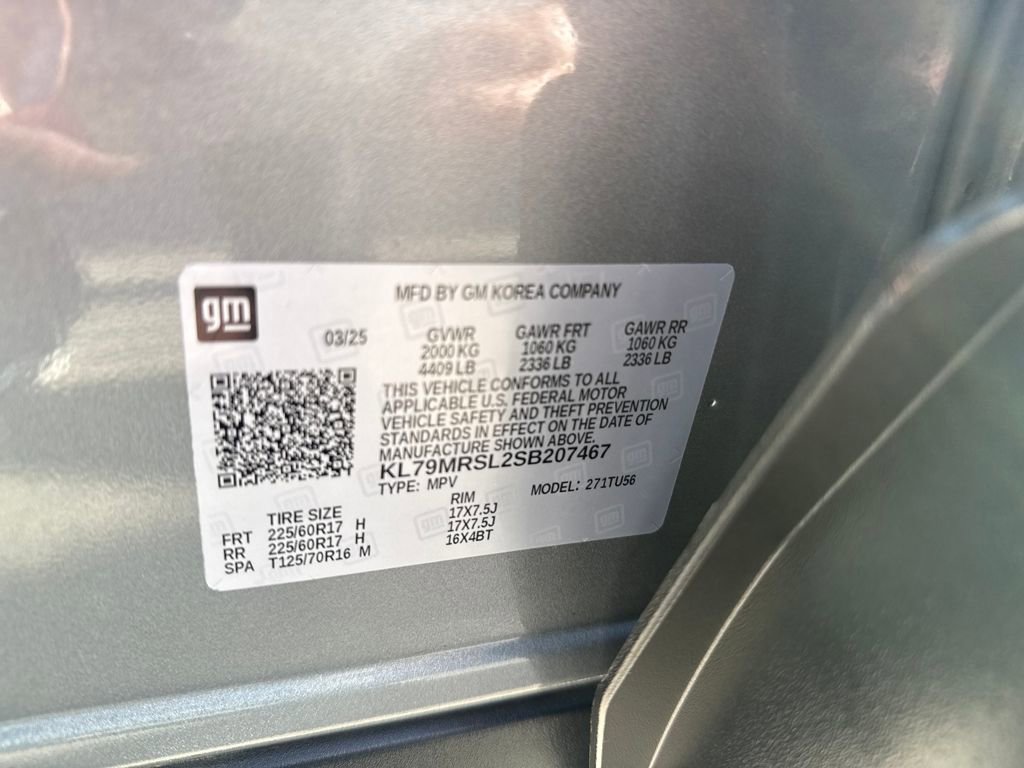 gm
MFD BY GM KOREA COMPANY
03/25 GVWR GAWR FRT GAWR RR
2000 KG 1060 KG 1060 KG
4409 LB 2336 LB 2336 LB
THIS VEHICLE CONFORMS TO ALL
APPLICABLE U.S. FEDERAL MOTOR
VEHICLE SAFETY AND THEFT PREVENTION
STANDARDS IN EFFECT ON THE DATE OF
MANUFACTURE SHOWN ABOVE.
KL79MRSL2SB207467
TYPE: MPV MODEL: 271TU56
TIRE SIZE RIM
FRT 225/60R17 H 17X7.5J
RR 225/60R17 H 17X7.5J
SPA T125/70R16 M 16X4BT